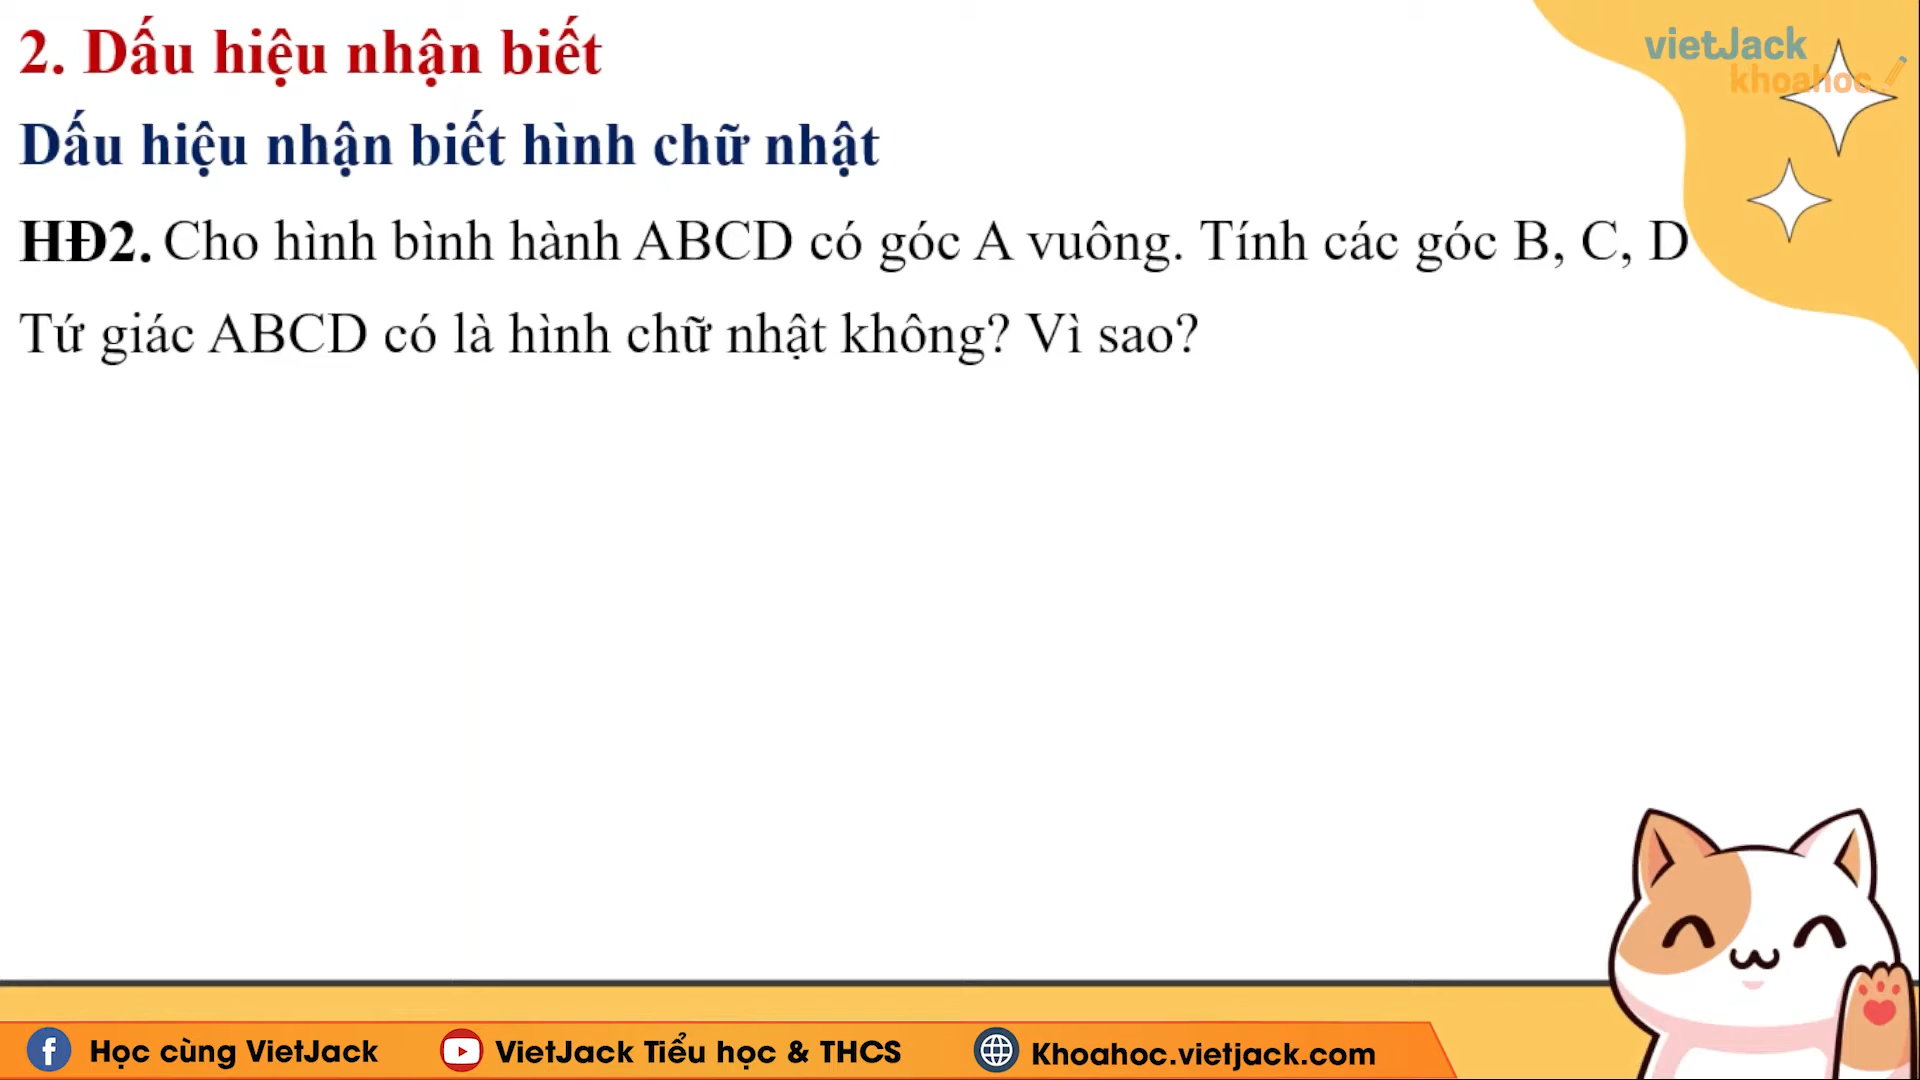 2. Dấu hiệu nhận biết
vietJack
khoahoc
Dấu hiệu nhận biết hình chữ nhật
HĐ2. Cho hình bình hành ABCD có góc A vuông. Tính các góc B, C, D
Tứ giác ABCD có là hình chữ nhật không? Vì sao?
Học cùng VietJack
VietJack Tiểu học & THCS
Khoahoc.vietjack.com